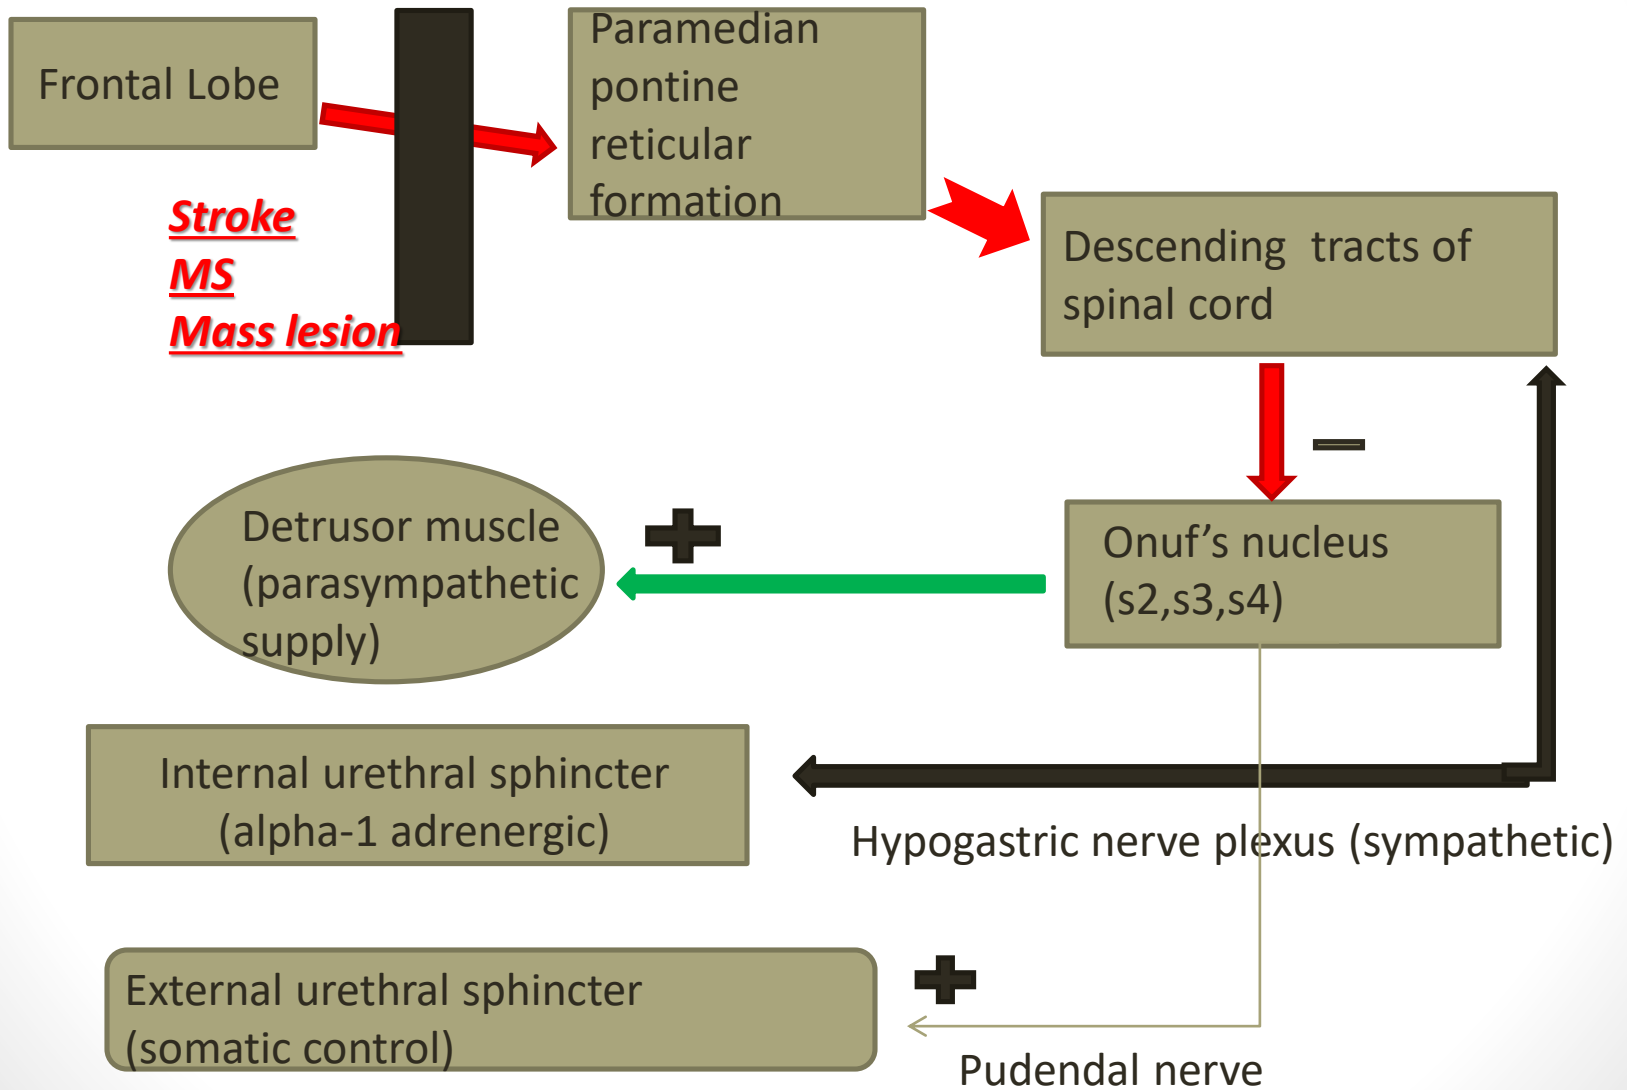 Frontal Lobe
Paramedian
pontine
reticular
formation
Stroke
MS
Mass lesion
Descending tracts of
spinal cord
Detrusor muscle
(parasympathetic
supply)
Onuf’s nucleus
(s2,s3,s4)
Internal urethral sphincter
(alpha-1 adrenergic)
Hypogastric nerve plexus (sympathetic)
External urethral sphincter
(somatic control)
Pudendal nerve